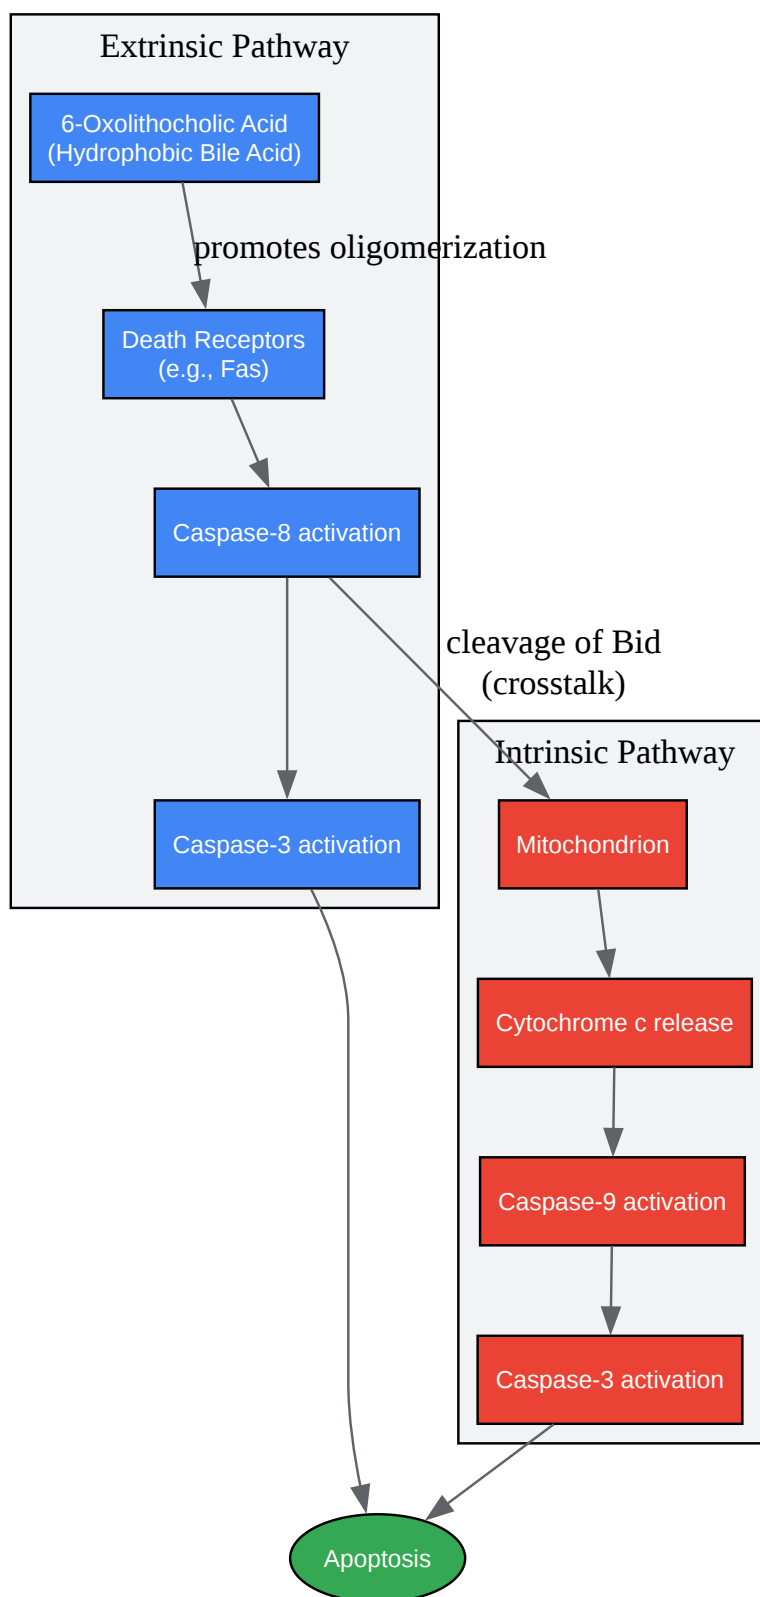 Extrinsic Pathway
6-Oxolithocholic Acid
(Hydrophobic Bile Acid)
promotes oligomerization
Death Receptors
(e.g., Fas)
Caspase-8 activation
cleavage of Bid
(crosstalk)
Intrinsic Pathway
Caspase-3 activation
Mitochondrion
Cytochrome c release
Caspase-9 activation
Caspase-3 activation
Apoptosis